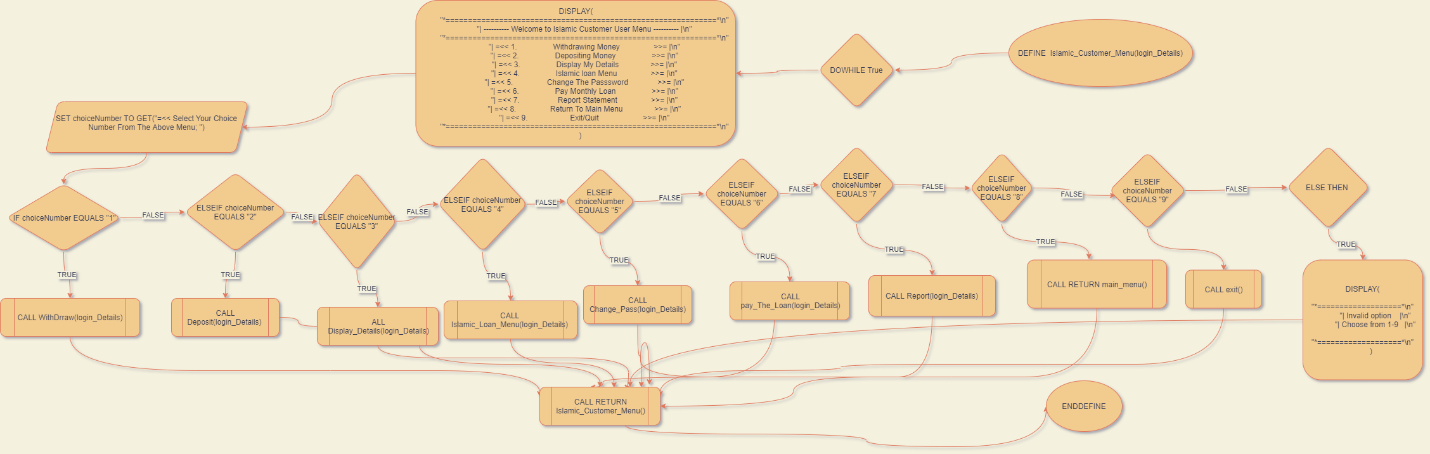 DEFINE Islamic_Customer_Menu(login_Details)
DOWHILE True
DISPLAY(
"*============================================================*\n"
"| ---------- Welcome to Islamic Customer User Menu ---------- |\n"
"*============================================================*\n"
"| =<< 1. Withdrawing Money >>= |\n"
"| =<< 2. Depositing Money >>= |\n"
"| =<< 3. Display My Details >>= |\n"
"| =<< 4. Islamic loan Menu >>= |\n"
"| =<< 5. Change The Passsword >>= |\n"
"| =<< 6. Pay Monthly Loan >>= |\n"
"| =<< 7. Report Statement >>= |\n"
"| =<< 8. Return To Main Menu >>= |\n"
"| =<< 9. Exit/Quit >>= |\n"
"*============================================================*\n"
)
SET choiceNumber TO GET("=<< Select Your Choice
Number From The Above Menu; ")
IF choiceNumber EQUALS "1"
FALSE
ELSEIF choiceNumber
EQUALS "2"
FALSE
ELSEIF choiceNumber
EQUALS "3"
FALSE
ELSEIF choiceNumber
EQUALS "4"
FALSE
ELSEIF
choiceNumber
EQUALS "5"
FALSE
ELSEIF
choiceNumber
EQUALS "6"
FALSE
ELSEIF
choiceNumber
EQUALS "7
FALSE
ELSEIF
choiceNumber
EQUALS "8"
FALSE
ELSEIF
choiceNumber
EQUALS "9"
FALSE
ELSE THEN
TRUE
TRUE
TRUE
TRUE
TRUE
TRUE
TRUE
TRUE
TRUE
CALL WithDrraw(login_Details)
CALL
Deposit(login_Details)
ALL
Display_Details(login_Details)
CALL
Islamic_Loan_Menu(login_Details)
CALL
Change_Pass(login_Details)
CALL
pay_The_Loan(login_Details)
CALL Report(login_Details)
CALL RETURN main_menu()
CALL exit()
DISPLAY(
"*==================*\n"
"| Invalid option |\n"
"| Choose from 1-9 |\n"
"*==================*\n"
)
CALL RETURN
Islamic_Customer_Menu()
ENDDEFINE